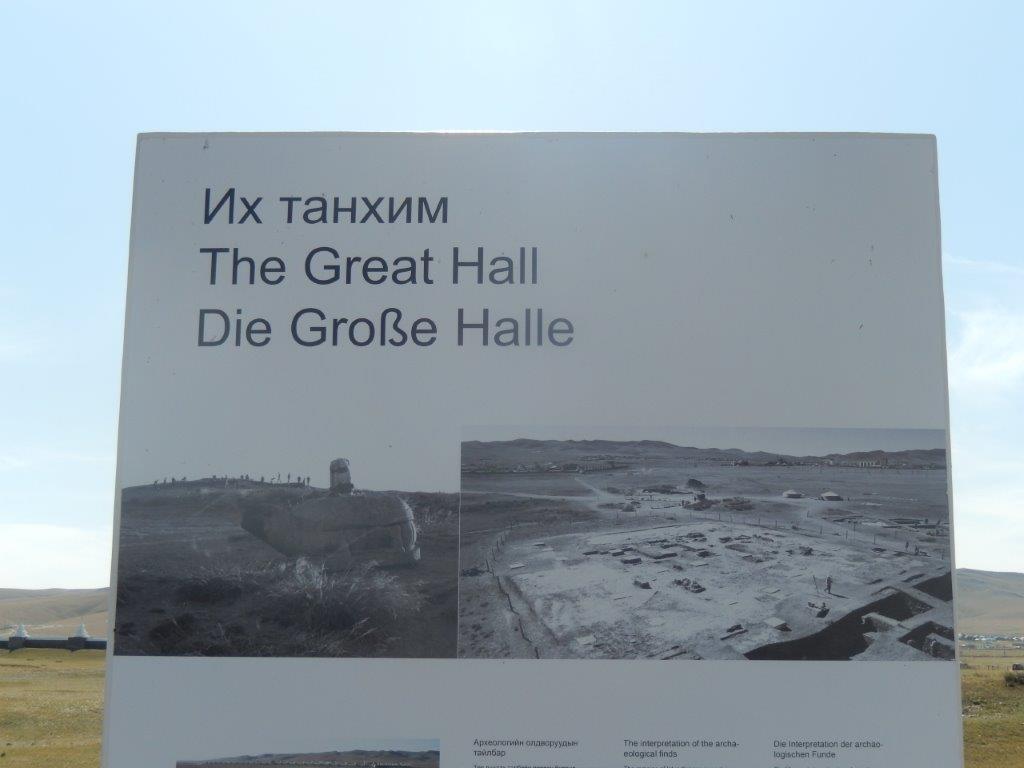 Их танхим
The Great Hall
Die Große Halle
Археологийн олдворуудын
тайлбар
The interpretation of the archa-
eological finds
Die Interpretation der archäo-
logischen Funde